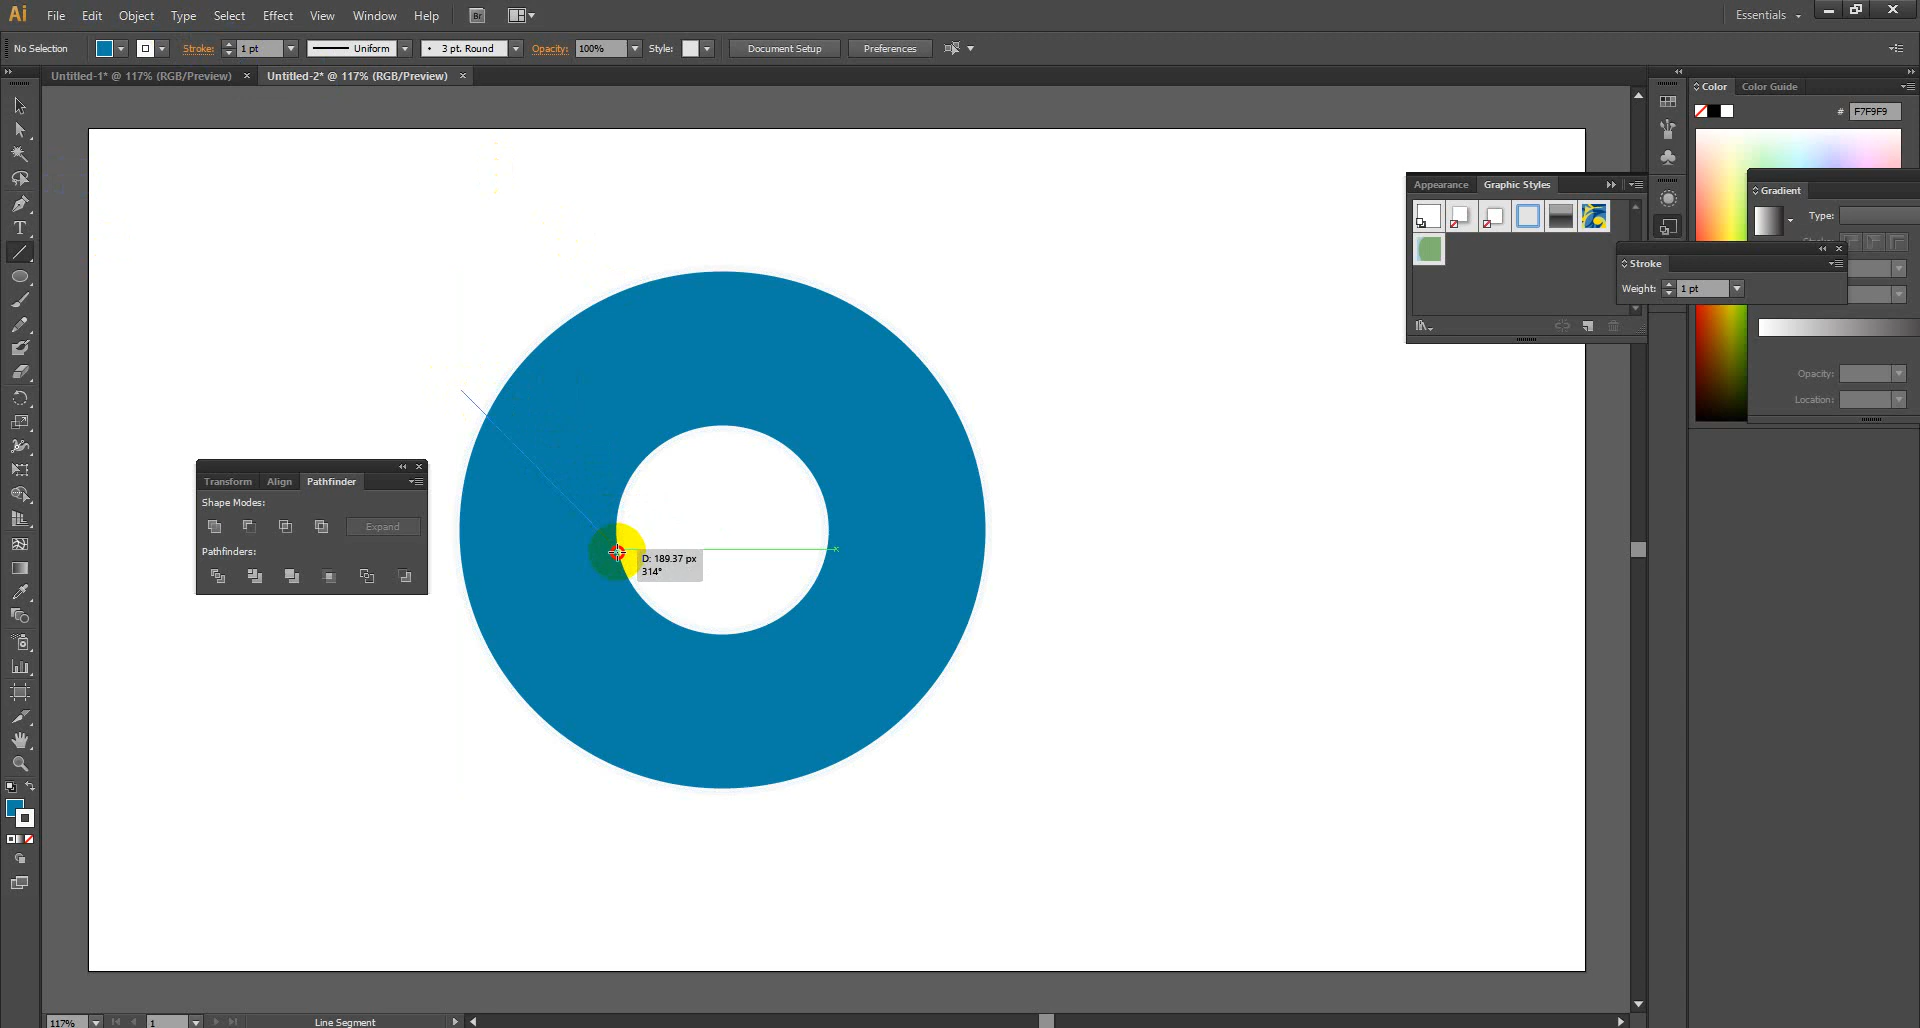 Ai File Edit Object Type Select Effect View Window Help Br Essentials
No Selection Stroke: 1 pt Uniform 3 pt. Round Opacity: 100% Style: Document Setup Preferences
Untitled-1* @ 117% (RGB/Preview) × Untitled-2* @ 117% (RGB/Preview) ×
Color Color Guide
# F7F9F9
Appearance Graphic Styles
Gradient
Type:
Stroke
Weight: 1 pt
Opacity:
Location:
Transform Align Pathfinder
Shape Modes:
Expand
Pathfinders:
D: 189.37 px
314°
T
117% 1 Line Segment